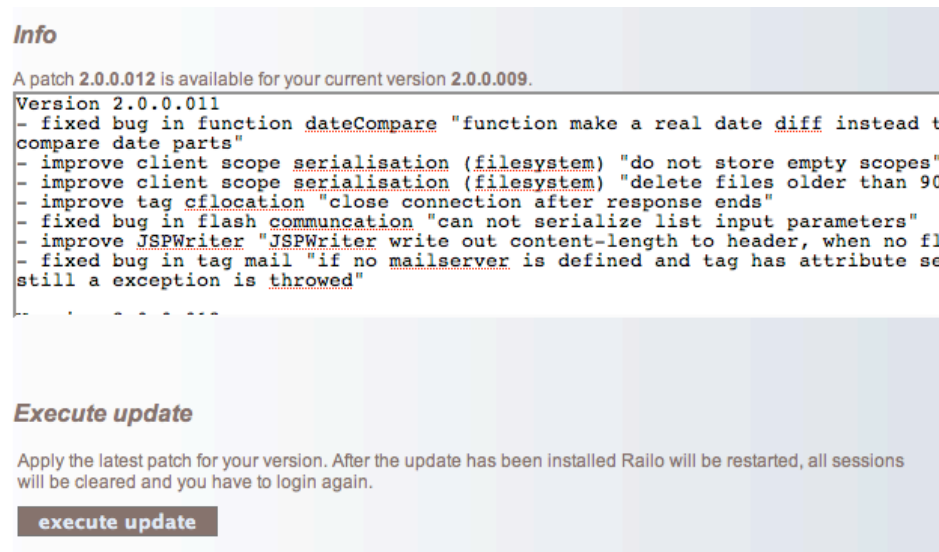 Info
A patch 2.0.0.012 is available for your current version 2.0.0.009.
Version 2.0.0.011
- fixed bug in function dateCompare "function make a real date diff instead
compare date parts"
- improve client scope serialisation (filesystem) "do not store empty scopes"
- improve client scope serialisation (filesystem) "delete files older than 90
- improve tag cflocation "close connection after response ends"
- fixed bug in flash communcation "can not serialize list input parameters"
- improve JSPWriter "JSPWriter write out content-length to header, when no
- fixed bug in tag mail "if no mailserver is defined and tag has attribute
still a exception is throwed"
Execute update
Apply the latest patch for your version. After the update has been installed Railo will be restarted, all sessions
will be cleared and you have to login again.
execute update